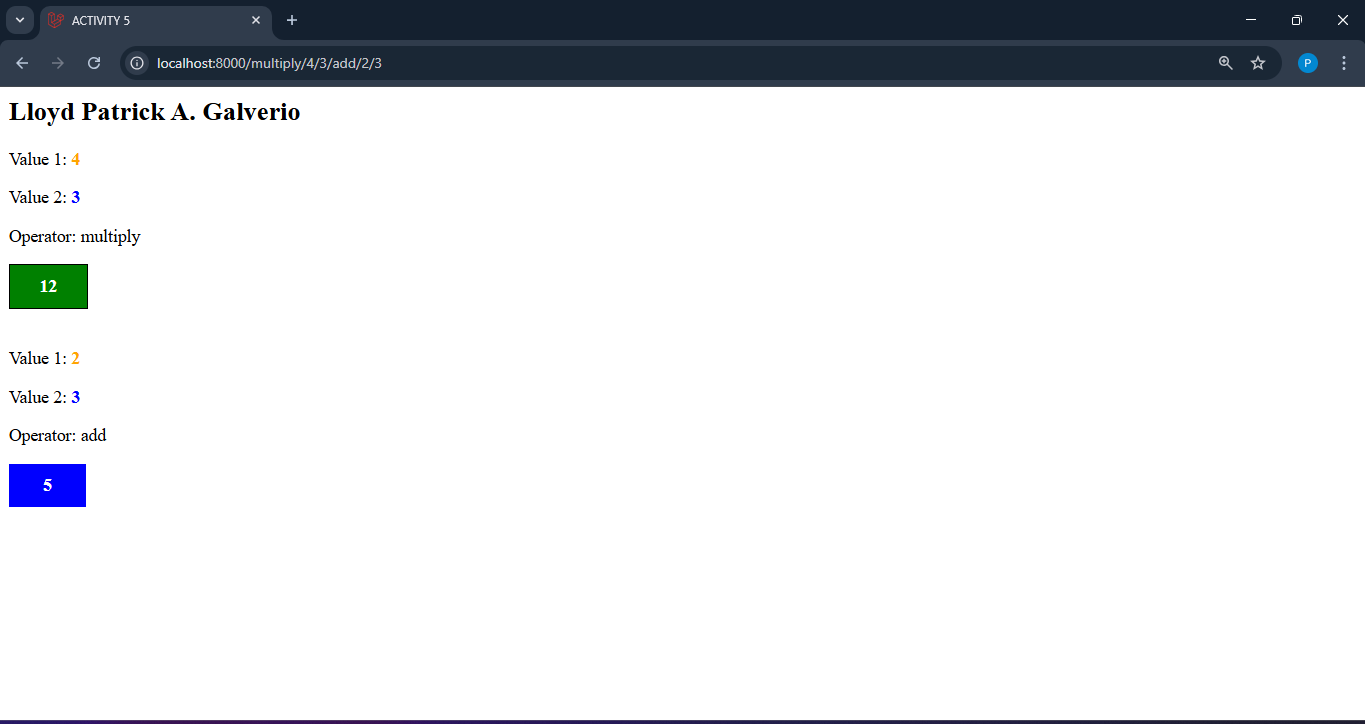 ACTIVITY 5
localhost:8000/multiply/4/3/add/2/3
P
Lloyd Patrick A. Galverio
Value 1: 4
Value 2: 3
Operator: multiply
12
Value 1: 2
Value 2: 3
Operator: add
5